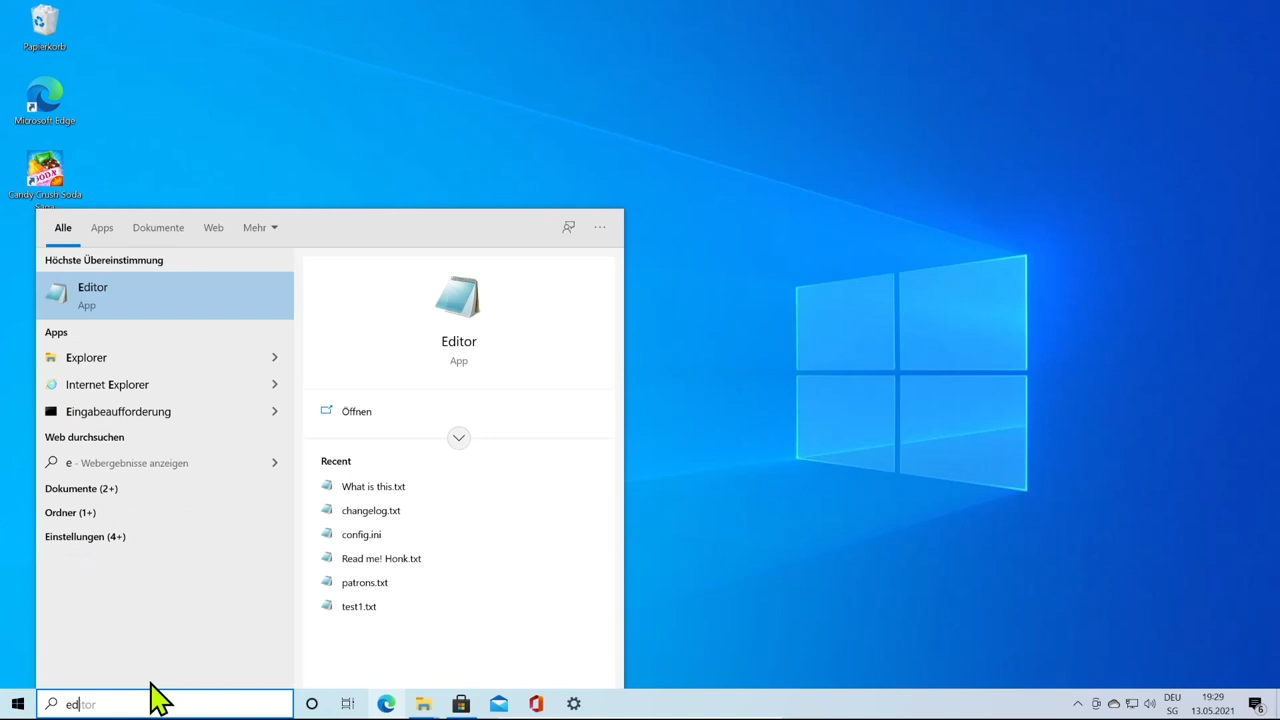 Papierkorb
Microsoft Edge
SODA
Candy Crush Soda
Saga
Alle Apps Dokumente Web Mehr
Höchste Übereinstimmung
Editor
App
Apps
Explorer
Internet Explorer
Eingabeaufforderung
Web durchsuchen
e - Webergebnisse anzeigen
Dokumente (2+)
Ordner (1+)
Einstellungen (4+)
Editor
App
Öffnen
Recent
What is this.txt
changelog.txt
config.ini
Read me! Honk.txt
patrons.txt
test1.txt
editor
DEU
SG
19:29
13.05.2021
6